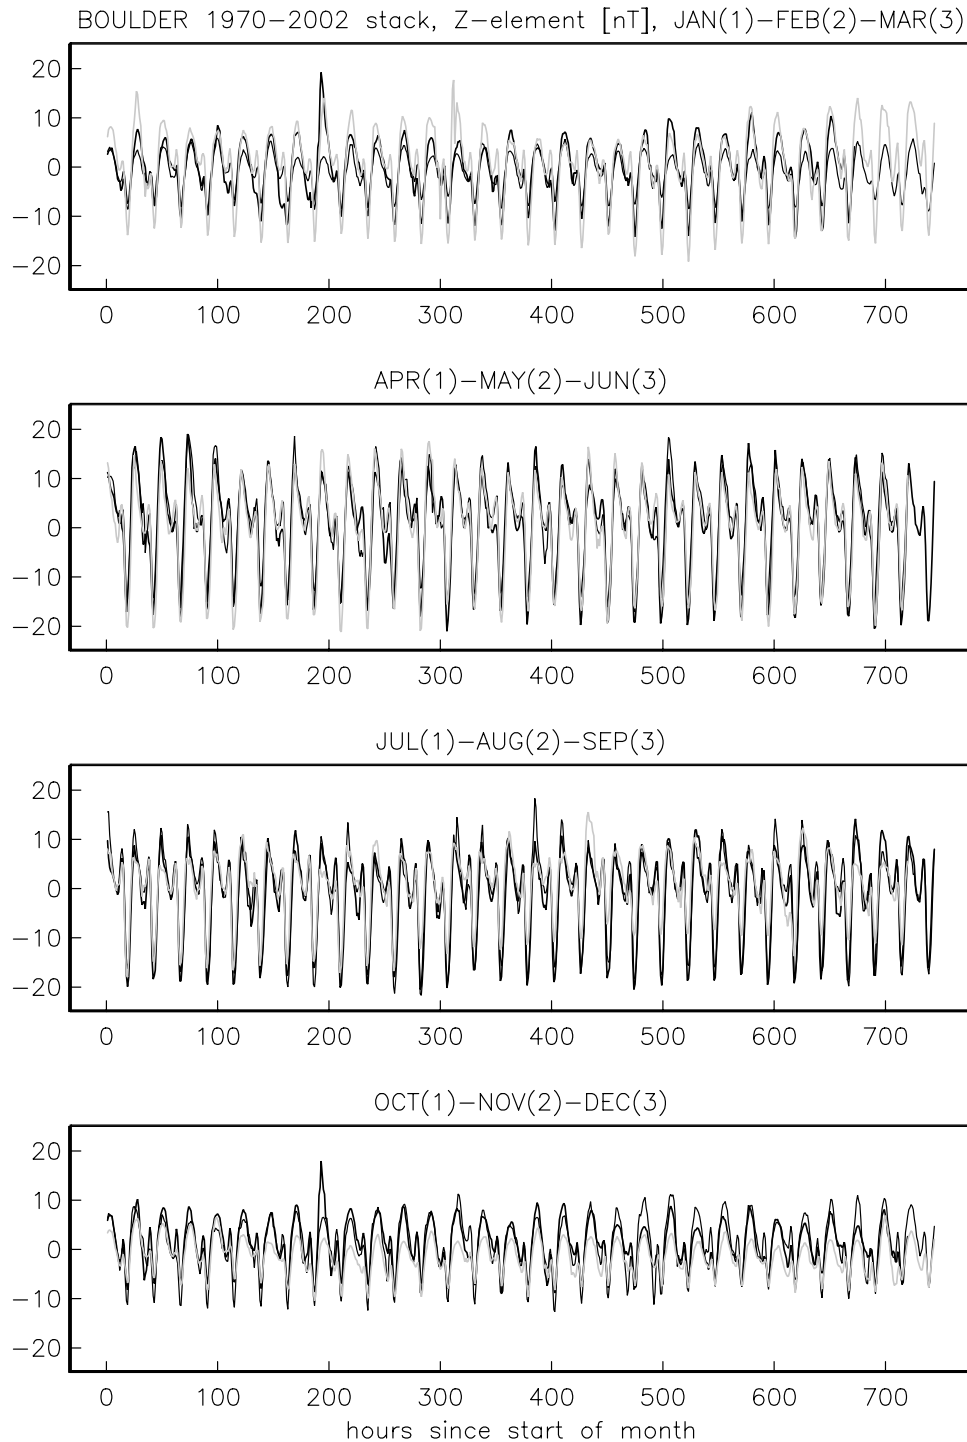 BOULDER 1970−2002 stack, Z−element [nT], JAN(1)−FEB(2)−MAR(3)
20
10
0
−10
−20
0 100 200 300 400 500 600 700
APR(1)−MAY(2)−JUN(3)
20
10
0
−10
−20
0 100 200 300 400 500 600 700
JUL(1)−AUG(2)−SEP(3)
20
10
0
−10
−20
0 100 200 300 400 500 600 700
OCT(1)−NOV(2)−DEC(3)
20
10
0
−10
−20
0 100 200 300 400 500 600 700
hours since start of month